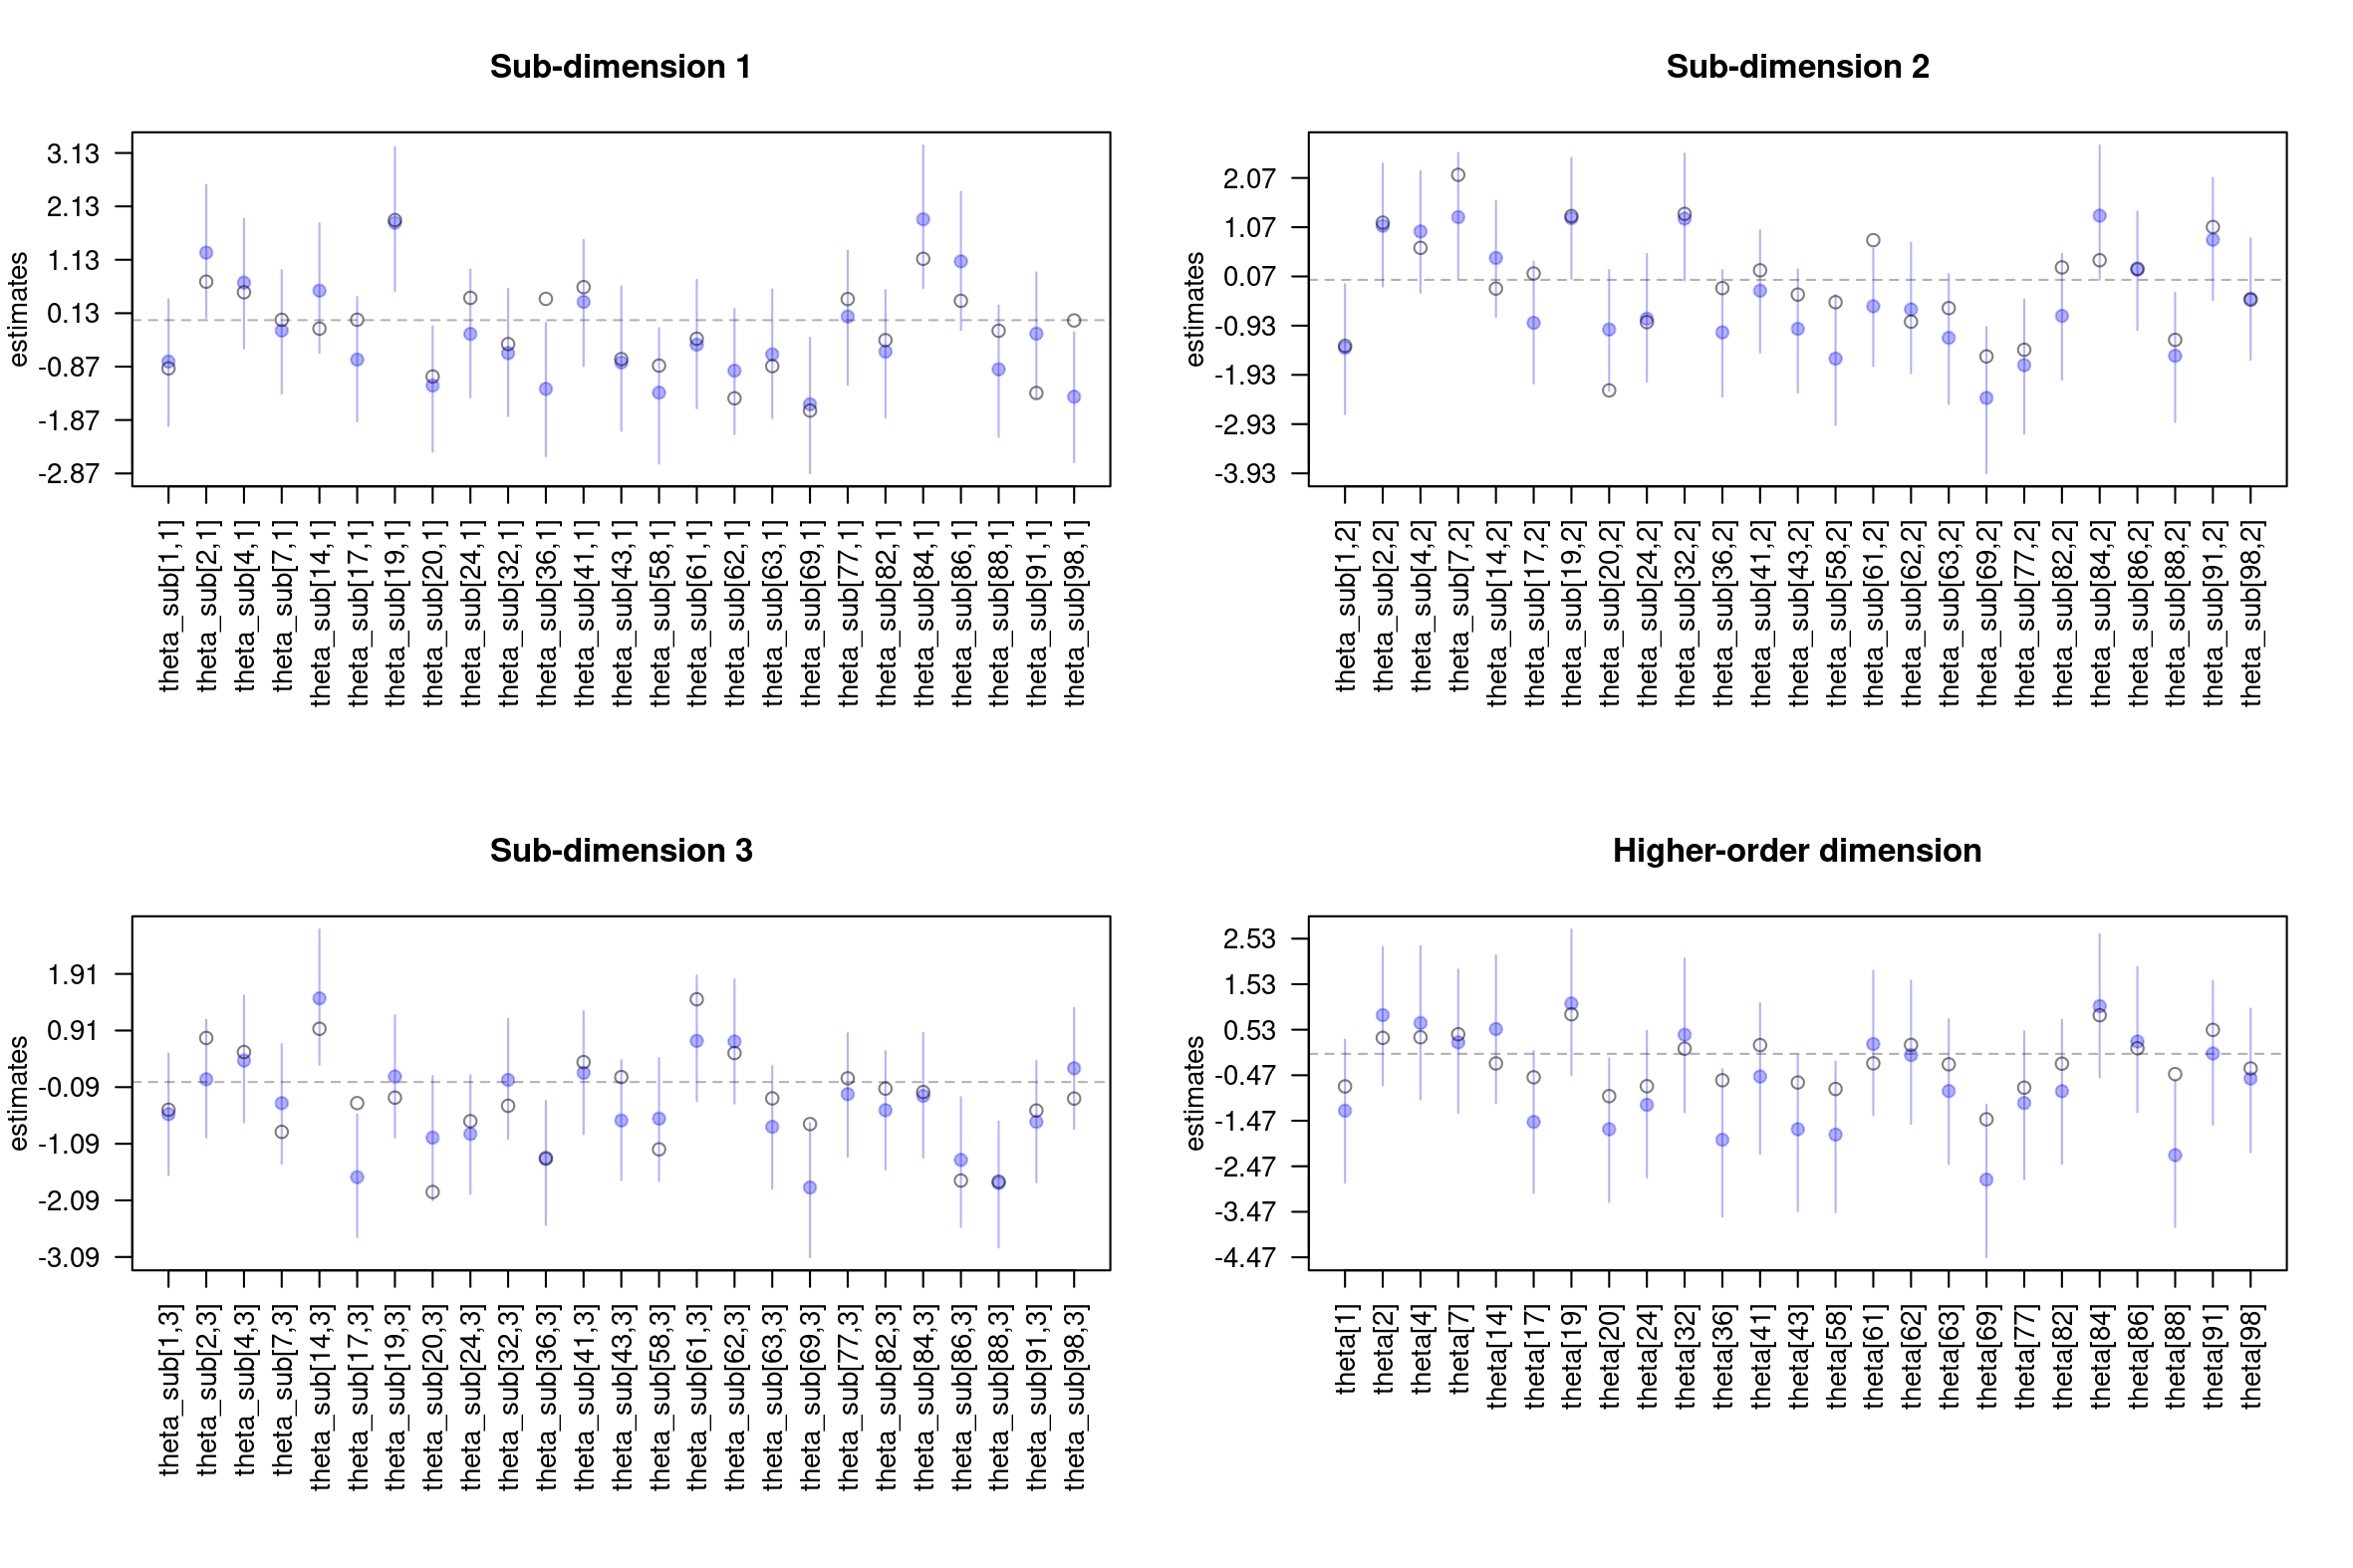 Sub-dimension 1
estimates
3.13
2.13
1.13
0.13
-0.87
-1.87
-2.87
theta_sub[1,1]
theta_sub[2,1]
theta_sub[4,1]
theta_sub[7,1]
theta_sub[14,1]
theta_sub[17,1]
theta_sub[19,1]
theta_sub[20,1]
theta_sub[24,1]
theta_sub[32,1]
theta_sub[36,1]
theta_sub[41,1]
theta_sub[43,1]
theta_sub[58,1]
theta_sub[61,1]
theta_sub[62,1]
theta_sub[63,1]
theta_sub[69,1]
theta_sub[77,1]
theta_sub[82,1]
theta_sub[84,1]
theta_sub[86,1]
theta_sub[88,1]
theta_sub[91,1]
theta_sub[98,1]
Sub-dimension 2
estimates
2.07
1.07
0.07
-0.93
-1.93
-2.93
-3.93
theta_sub[1,2]
theta_sub[2,2]
theta_sub[4,2]
theta_sub[7,2]
theta_sub[14,2]
theta_sub[17,2]
theta_sub[19,2]
theta_sub[20,2]
theta_sub[24,2]
theta_sub[32,2]
theta_sub[36,2]
theta_sub[41,2]
theta_sub[43,2]
theta_sub[58,2]
theta_sub[61,2]
theta_sub[62,2]
theta_sub[63,2]
theta_sub[69,2]
theta_sub[77,2]
theta_sub[82,2]
theta_sub[84,2]
theta_sub[86,2]
theta_sub[88,2]
theta_sub[91,2]
theta_sub[98,2]
Sub-dimension 3
estimates
1.91
0.91
-0.09
-1.09
-2.09
-3.09
theta_sub[1,3]
theta_sub[2,3]
theta_sub[4,3]
theta_sub[7,3]
theta_sub[14,3]
theta_sub[17,3]
theta_sub[19,3]
theta_sub[20,3]
theta_sub[24,3]
theta_sub[32,3]
theta_sub[36,3]
theta_sub[41,3]
theta_sub[43,3]
theta_sub[58,3]
theta_sub[61,3]
theta_sub[62,3]
theta_sub[63,3]
theta_sub[69,3]
theta_sub[77,3]
theta_sub[82,3]
theta_sub[84,3]
theta_sub[86,3]
theta_sub[88,3]
theta_sub[91,3]
theta_sub[98,3]
Higher-order dimension
estimates
2.53
1.53
0.53
-0.47
-1.47
-2.47
-3.47
-4.47
theta[1]
theta[2]
theta[4]
theta[7]
theta[14]
theta[17]
theta[19]
theta[20]
theta[24]
theta[32]
theta[36]
theta[41]
theta[43]
theta[58]
theta[61]
theta[62]
theta[63]
theta[69]
theta[77]
theta[82]
theta[84]
theta[86]
theta[88]
theta[91]
theta[98]